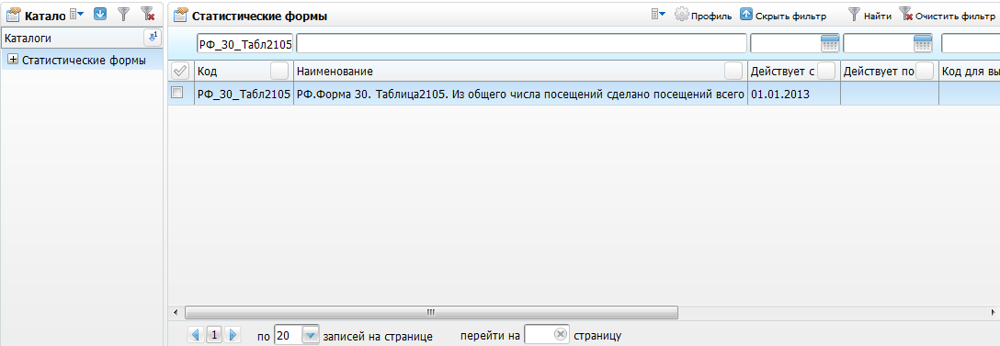 Катало
Каталоги
Статистические формы
Статистические формы
Профиль Скрыть фильтр Найти Очистить фильтр
РФ_30_Табл2105
Код Наименование Действует с Действует по Код для вы
РФ_30_Табл2105 РФ.Форма 30. Таблица2105. Из общего числа посещений сделано посещений всего 01.01.2013
1 по 20 записей на странице перейти на страницу